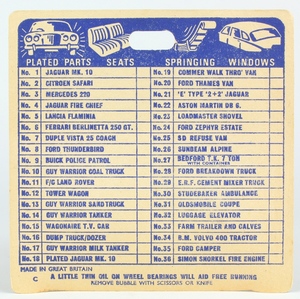 PLATED PARTS SEATS SPRINGING WINDOWS
No. 1 JAGUAR MK. 10
No. 2 CITROEN SAFARI
No. 3 MERCEDES 220
No. 4 JAGUAR FIRE CHIEF
No. 5 LANCIA FLAMINIA
No. 6 FERRARI BERLINETTA 250 GT.
No. 7 DUPLE VISTA 25 COACH
No. 8 FORD THUNDERBIRD
No. 9 BUICK POLICE PATROL
No. 10 GUY WARRIOR COAL TRUCK
No. 11 F/C LAND ROVER
No. 12 TOWER WAGON
No. 13 GUY WARRIOR SAND TRUCK
No. 14 GUY WARRIOR TANKER
No. 15 WAGONAIRE T.V. CAR
No. 16 DUMP TRUCK/DOZER
No. 17 GUY WARRIOR MILK TANKER
No. 18 PLATED JAGUAR MK. 10
No. 19 COMMER WALK THRO' VAN
No. 20 FORD THAMES VAN
No. 21 'E' TYPE '2+2' JAGUAR
No. 22 ASTON MARTIN DB 6.
No. 23 LOADMASTER SHOVEL
No. 24 FORD ZEPHYR ESTATE
No. 25 SD REFUSE VAN
No. 26 SUNBEAM ALPINE
No. 27 BEDFORD T.K. 7 TON
WITH CONTAINER
No. 28 FORD BREAKDOWN TRUCK
No. 29 E.R.F. CEMENT MIXER TRUCK
No. 30 STUDEBAKER AMBULANCE
No. 31 OLDSMOBILE COUPE
No. 32 LUGGAGE ELEVATOR
No. 33 FARM TRAILER AND CALVES
No. 34 H.M. VOLVO 400 TRACTOR
No. 35 FORD CAMPER
No. 36 SIMON SNORKEL FIRE ENGINE
MADE IN GREAT BRITAIN
C A LITTLE THIN OIL ON WHEEL BEARINGS WILL AID FREE RUNNING
REMOVE BUBBLE WITH SCISSORS OR KNIFE.